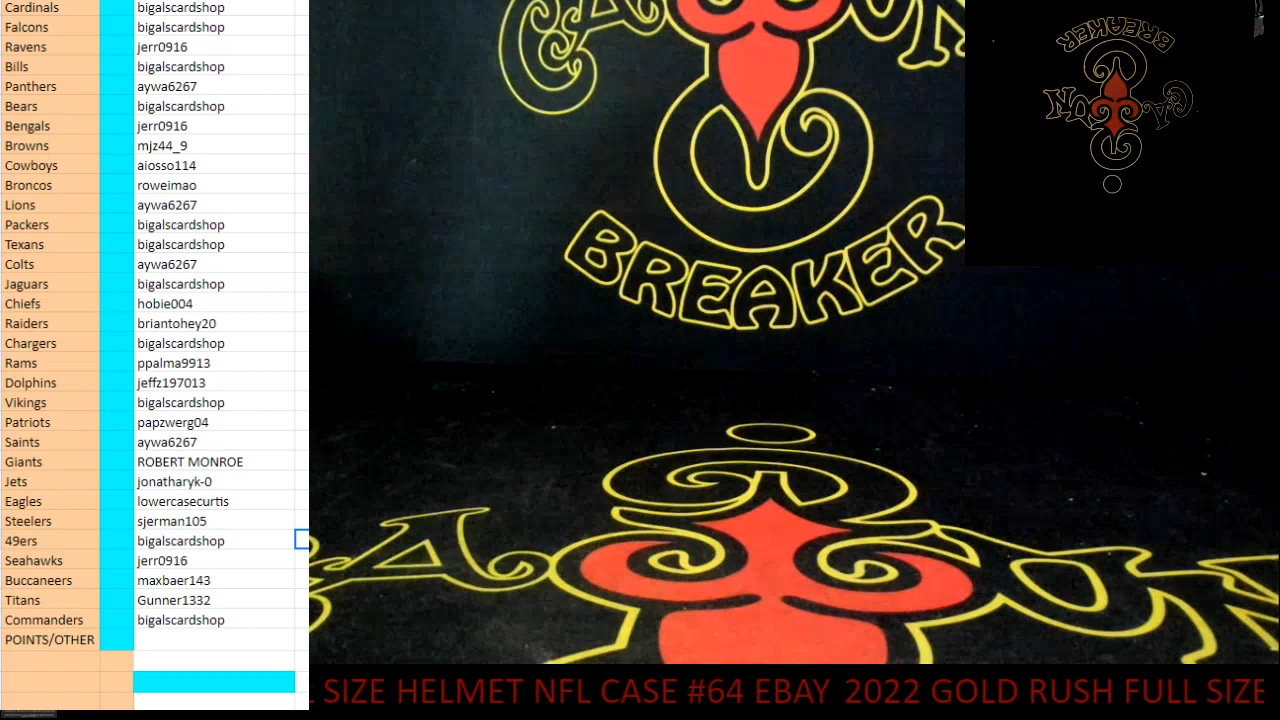 Cardinals bigalscardshop
Falcons bigalscardshop
Ravens jerr0916
Bills bigalscardshop
Panthers aywa6267
Bears bigalscardshop
Bengals jerr0916
Browns mjz44_9
Cowboys aiosso114
Broncos roweimao
Lions aywa6267
Packers bigalscardshop
Texans bigalscardshop
Colts aywa6267
Jaguars bigalscardshop
Chiefs hobie004
Raiders briantohey20
Chargers bigalscardshop
Rams ppalma9913
Dolphins jeffz197013
Vikings bigalscardshop
Patriots papzwerg04
Saints aywa6267
Giants ROBERT MONROE
Jets jonatharyk-0
Eagles lowercasecurtis
Steelers sjerman105
49ers bigalscardshop
Seahawks jerr0916
Buccaneers maxbaer143
Titans Gunner1332
Commanders bigalscardshop
POINTS/OTHER
BREAKER
BREAKER
SIZE HELMET NFL CASE #64 EBAY 2022 GOLD RUSH FULL SIZE